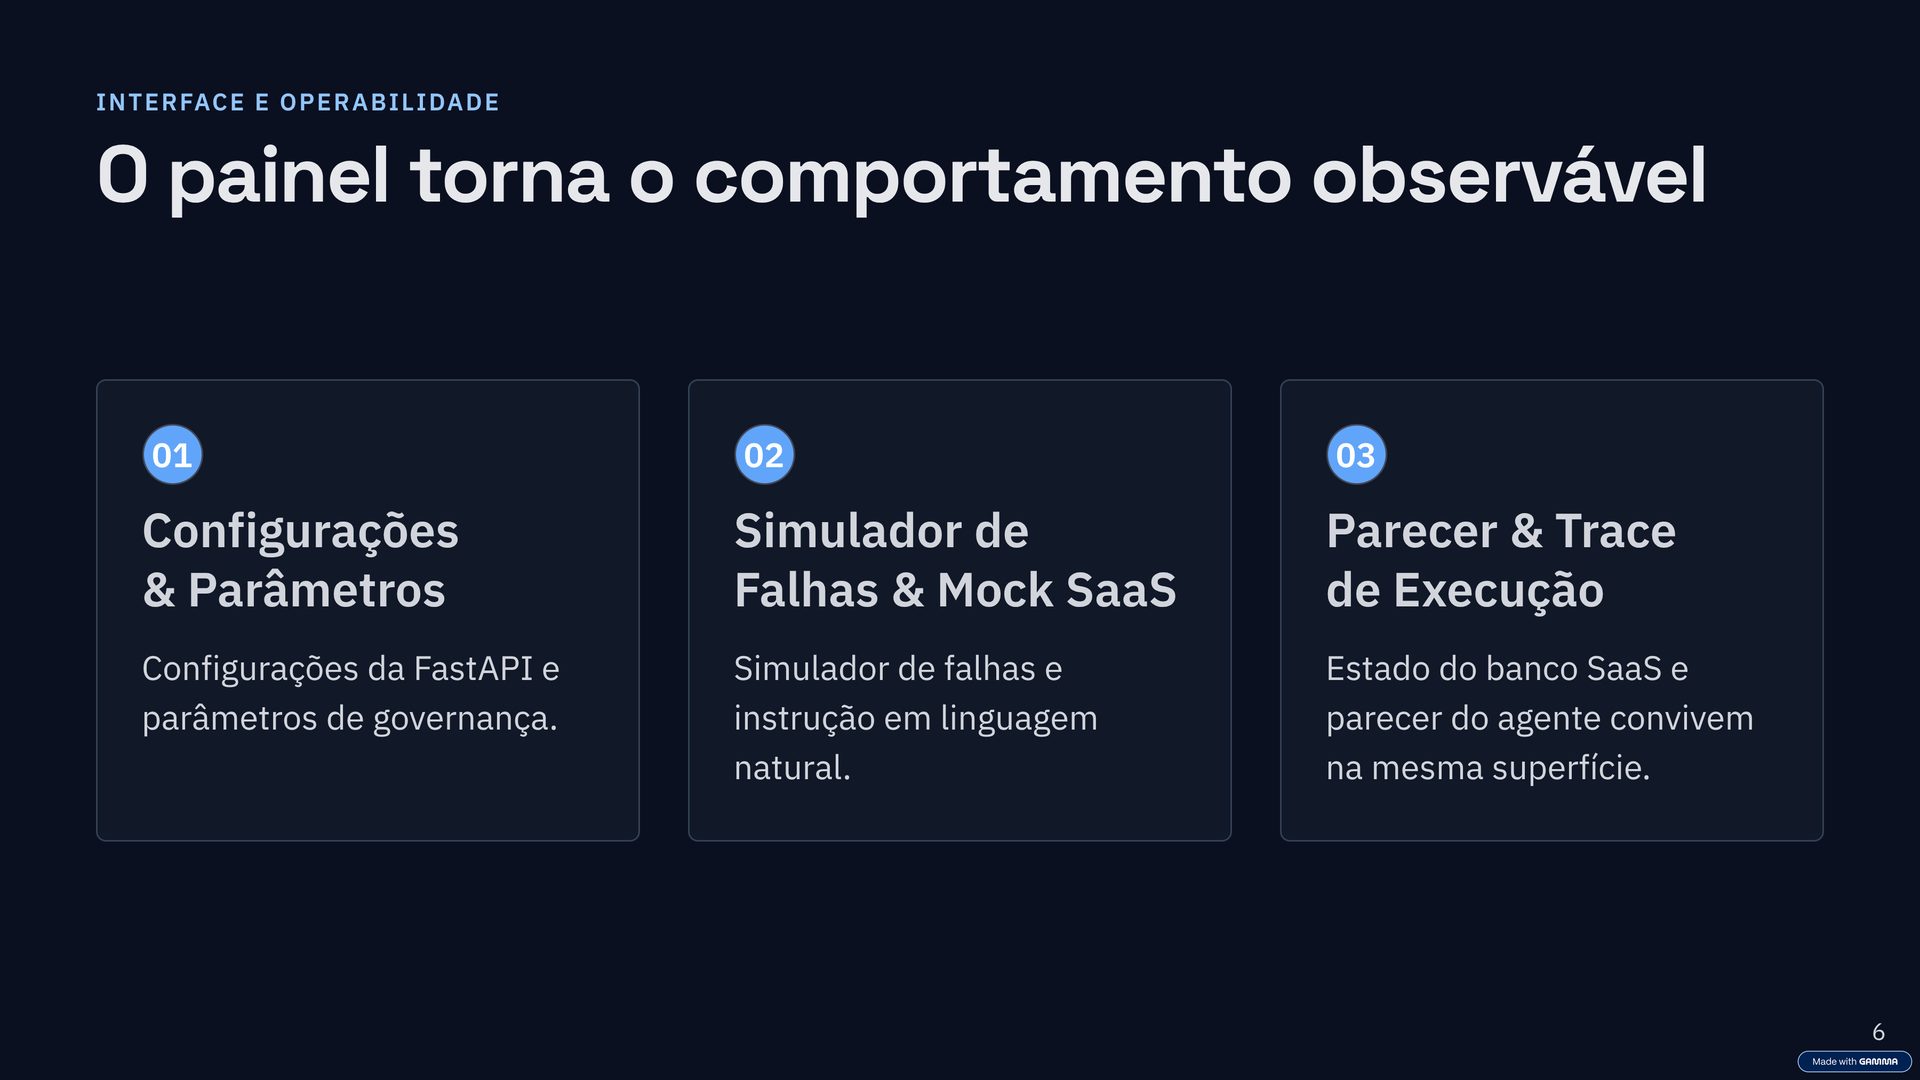 INTERFACE E OPERABILIDADE
O painel torna o comportamento observável
01
Configurações
& Parâmetros
Configurações da FastAPI e
parâmetros de governança.
02
Simulador de
Falhas & Mock SaaS
Simulador de falhas e
instrução em linguagem
natural.
03
Parecer & Trace
de Execução
Estado do banco SaaS e
parecer do agente convivem
na mesma superfície.
6
Made with GAMMA